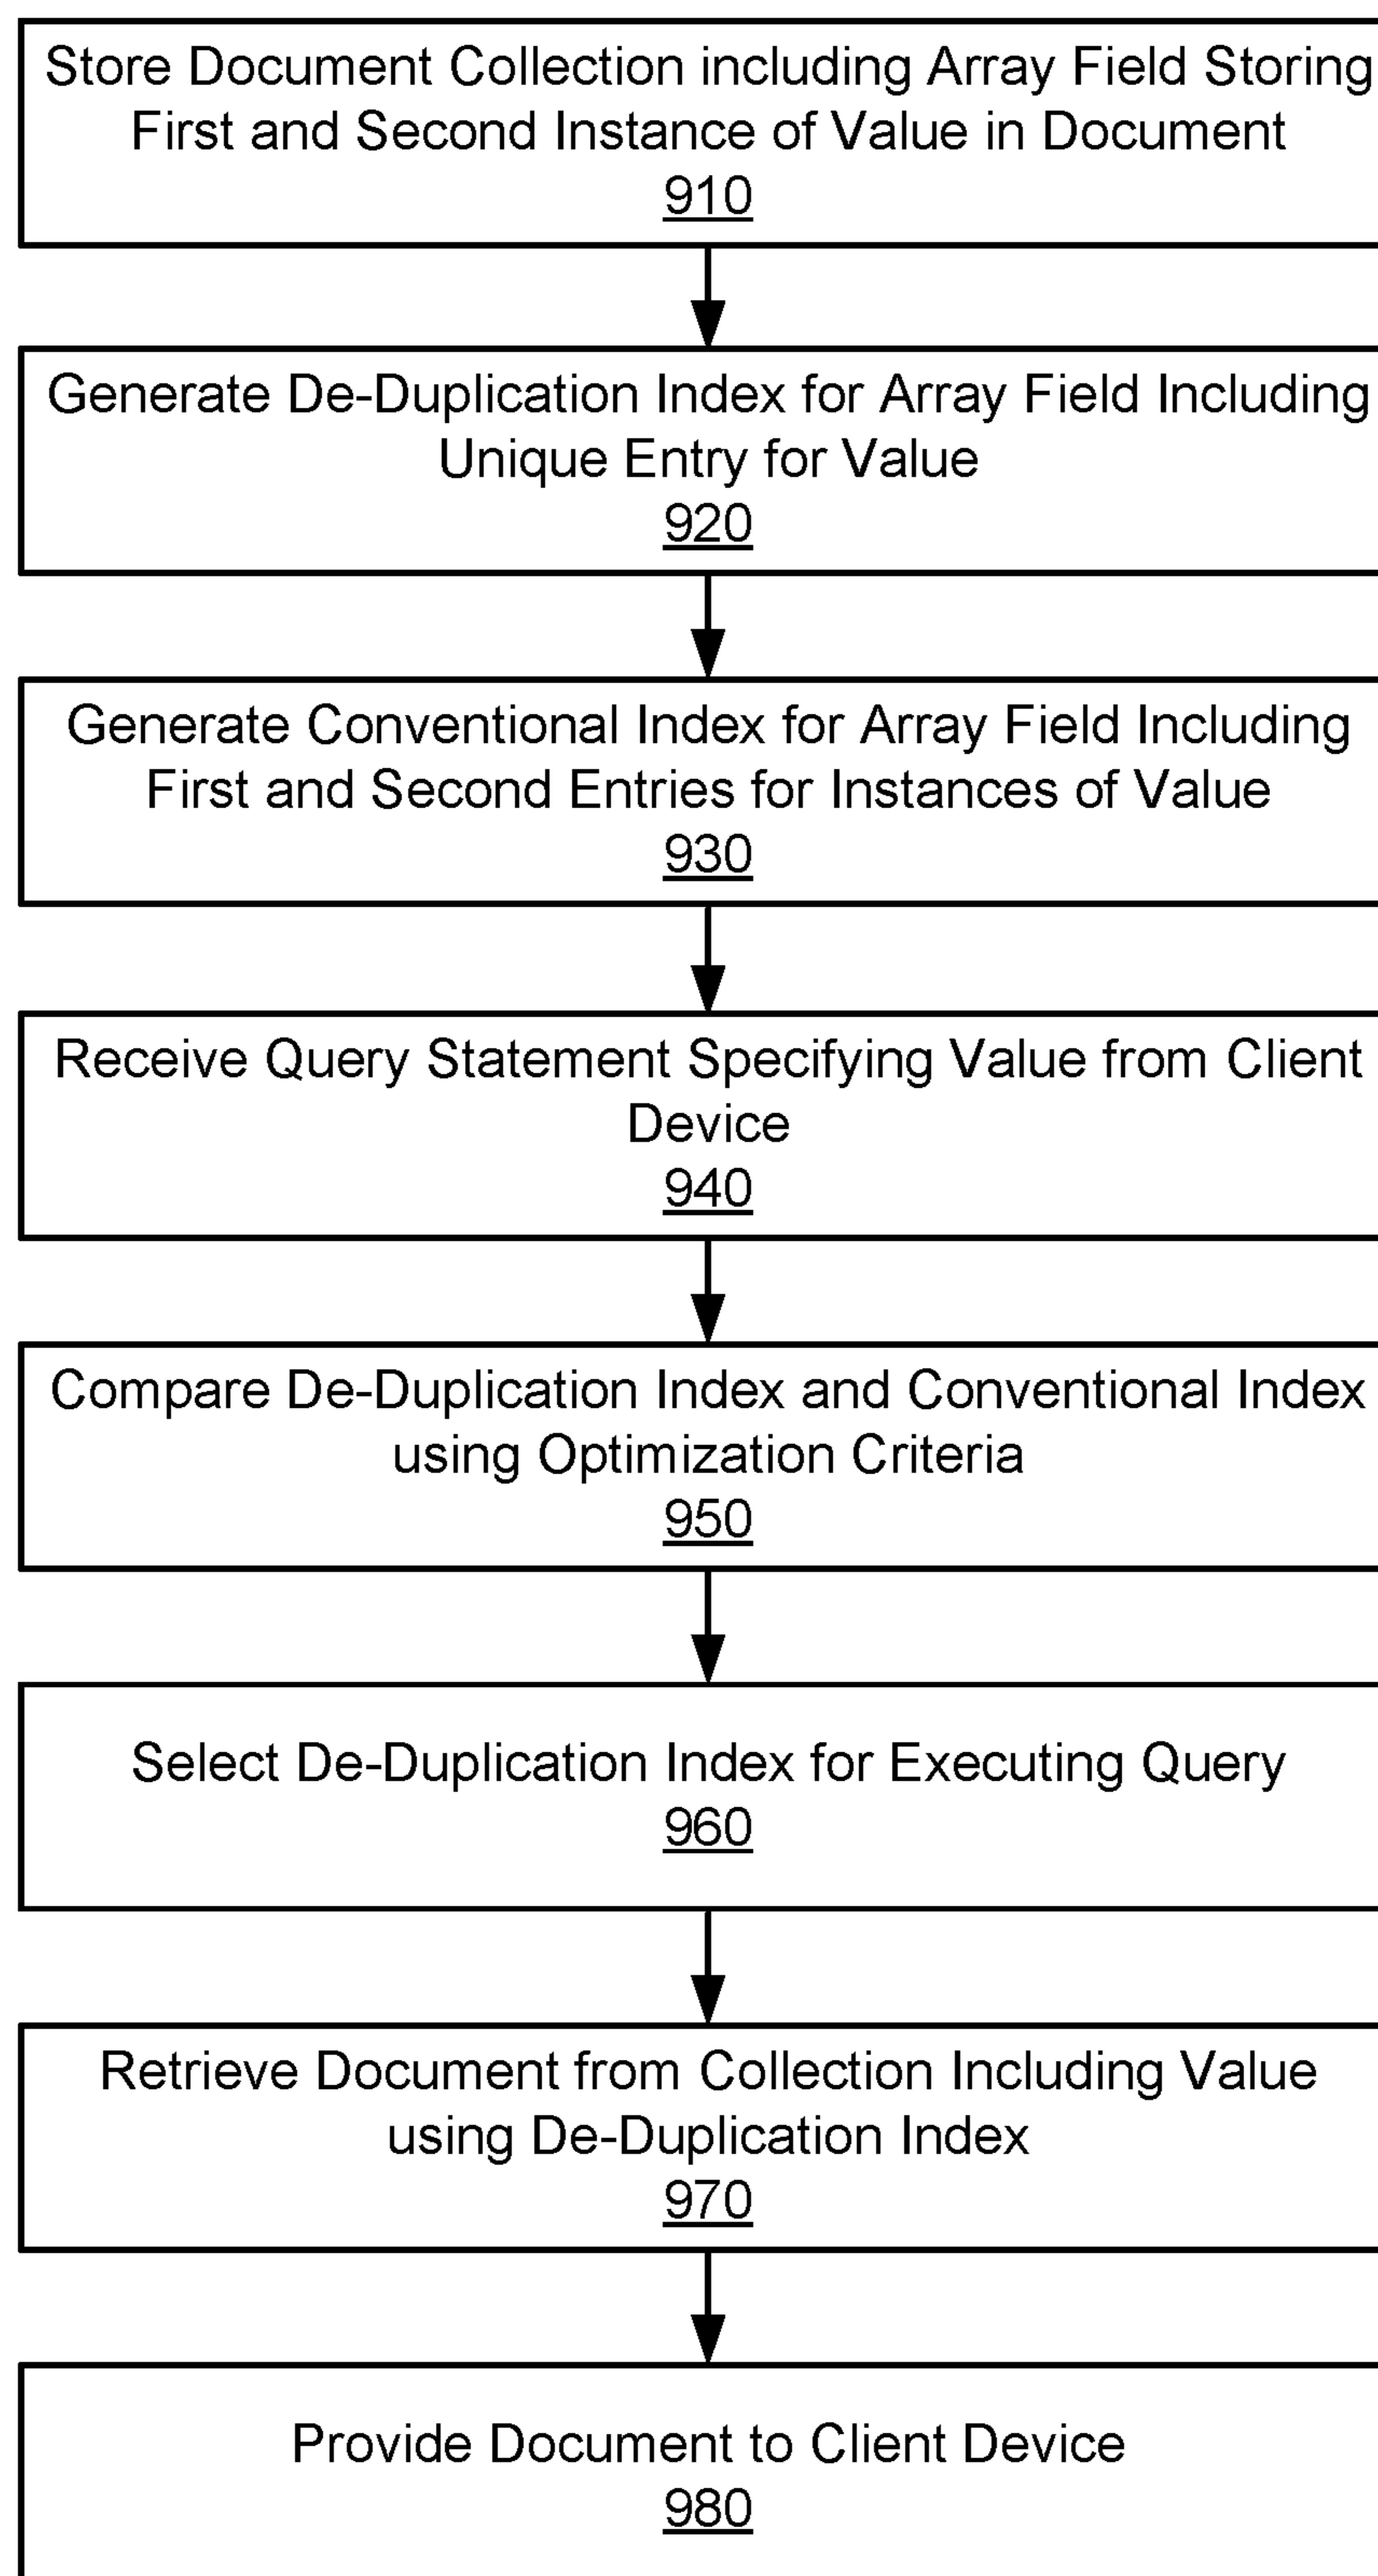 Store Document Collection including Array Field Storing
First and Second Instance of Value in Document
910
Generate De-Duplication Index for Array Field Including
Unique Entry for Value
920
Generate Conventional Index for Array Field Including
First and Second Entries for Instances of Value
930
Receive Query Statement Specifying Value from Client
Device
940
Compare De-Duplication Index and Conventional Index
using Optimization Criteria
950
Select De-Duplication Index for Executing Query
960
Retrieve Document from Collection Including Value
using De-Duplication Index
970
Provide Document to Client Device
980